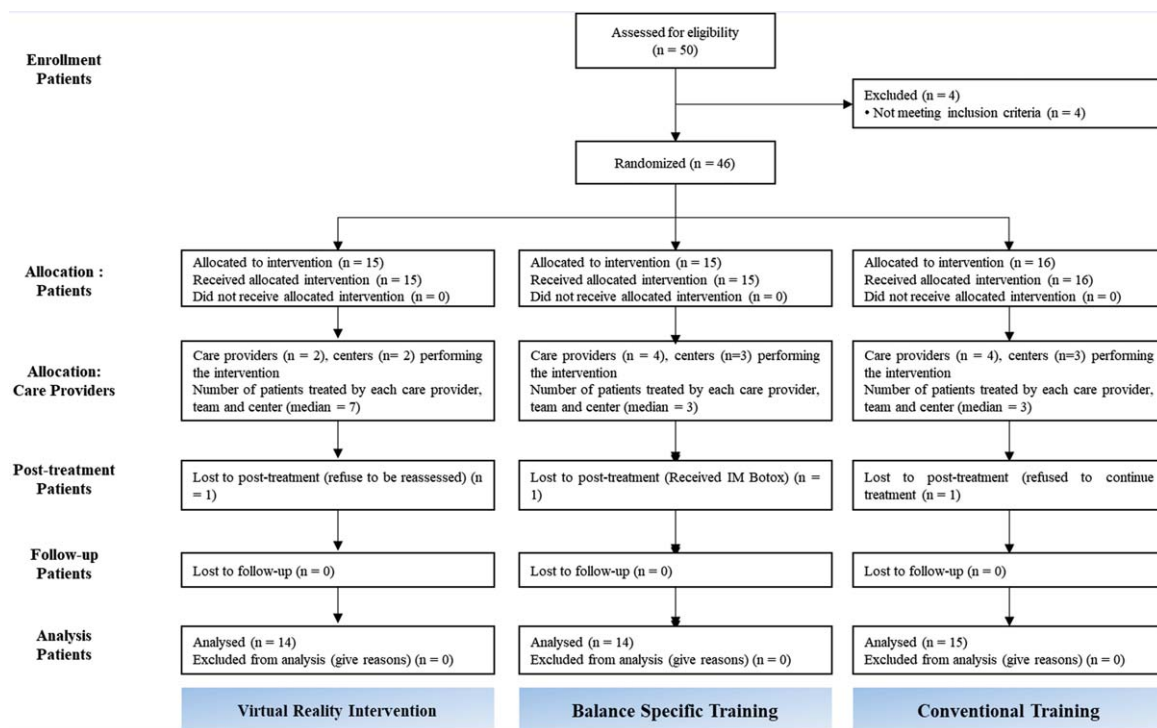 Enrollment
Patients
Assessed for eligibility
(n = 50)
Excluded (n = 4)
• Not meeting inclusion criteria (n = 4)
Randomized (n = 46)
Allocation :
Patients
Allocated to intervention (n = 15)
Received allocated intervention (n = 15)
Did not receive allocated intervention (n = 0)
Allocated to intervention (n = 15)
Received allocated intervention (n = 15)
Did not receive allocated intervention (n = 0)
Allocated to intervention (n = 16)
Received allocated intervention (n = 16)
Did not receive allocated intervention (n = 0)
Allocation:
Care Providers
Care providers (n = 2), centers (n= 2) performing
the intervention
Number of patients treated by each care provider,
team and center (median = 7)
Care providers (n = 4), centers (n=3) performing
the intervention
Number of patients treated by each care provider,
team and center (median = 3)
Care providers (n = 4), centers (n=3) performing
the intervention
Number of patients treated by each care provider,
team and center (median = 3)
Post-treatment
Patients
Lost to post-treatment (refuse to be reassessed) (n
= 1)
Lost to post-treatment (Received IM Botox) (n =
1)
Lost to post-treatment (refused to continue
treatment (n = 1)
Follow-up
Patients
Lost to follow-up (n = 0)
Lost to follow-up (n = 0)
Lost to follow-up (n = 0)
Analysis
Patients
Analysed (n = 14)
Excluded from analysis (give reasons) (n = 0)
Analysed (n = 14)
Excluded from analysis (give reasons) (n = 0)
Analysed (n = 15)
Excluded from analysis (give reasons) (n = 0)
Virtual Reality Intervention
Balance Specific Training
Conventional Training